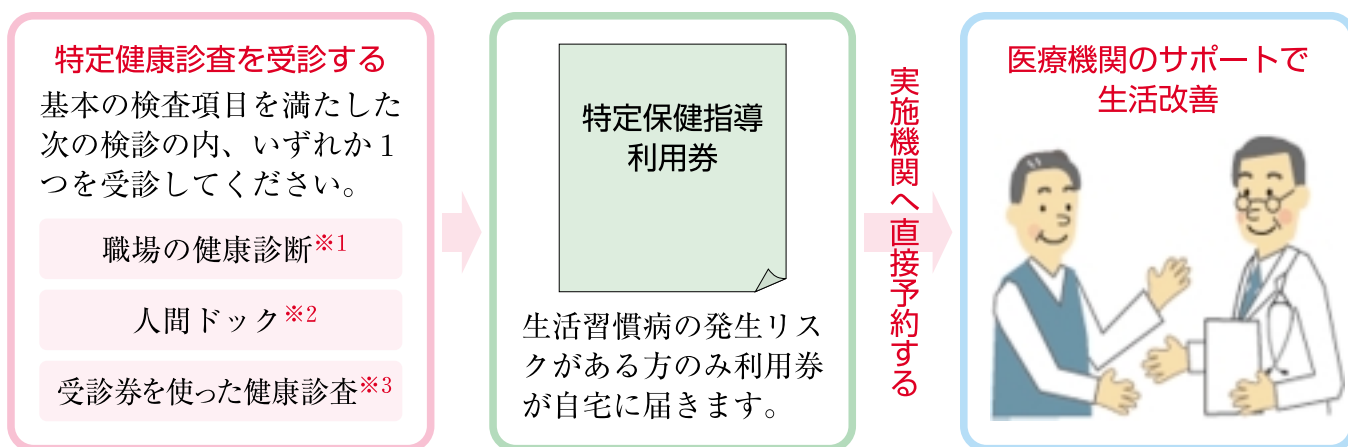 特定健康診査を受診する
基本の検査項目を満たした
次の検診の内、いずれか１
つを受診してください。
職場の健康診断※1
人間ドック※2
受診券を使った健康診査※3
特定保健指導
利用券
生活習慣病の発生リス
クがある方のみ利用券
が自宅に届きます。
実施機関へ直接予約する
医療機関のサポートで
生活改善